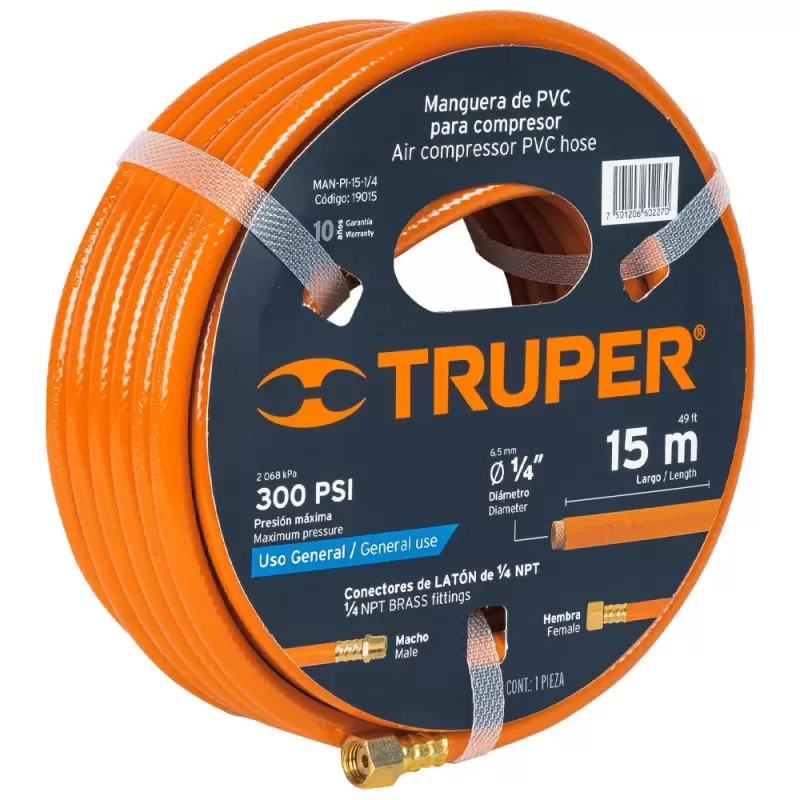 Manguera de PVC
para compresor
Air compressor PVC hose
MAN-PI-15-1/4
Código: 19015
10 años Garantía
Warranty
7 501206 602270
TRUPER®
2 068 kPa
300 PSI
Presión máxima
Maximum pressure
Uso General / General use
6.5 mm
Ø 1/4"
Diámetro
Diameter
49 ft
15 m
Largo / Length
Conectores de LATÓN de 1/4 NPT
1/4 NPT BRASS fittings
Macho
Male
Hembra
Female
CONT.: 1 PIEZA